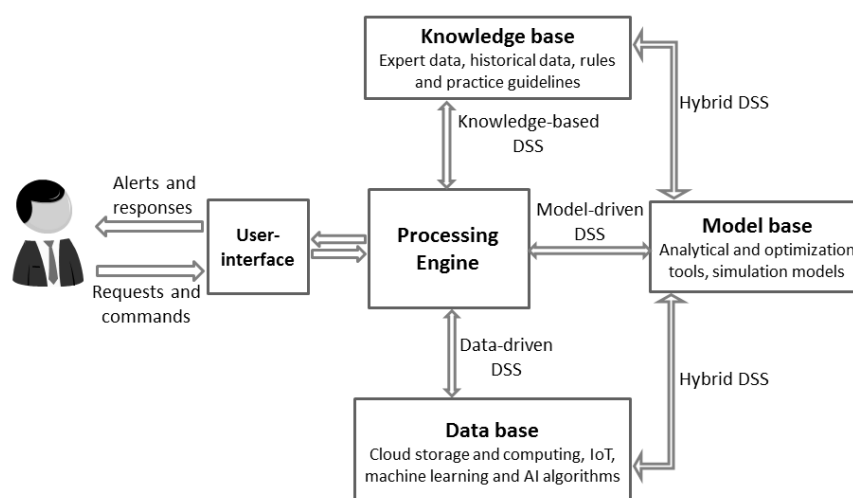 Knowledge base
Expert data, historical data, rules
and practice guidelines
Hybrid DSS
Knowledge-based
DSS
Alerts and
responses
User-
interface
Processing
Engine
Model-driven
DSS
Model base
Analytical and optimization
tools, simulation models
Requests and
commands
Data-driven
DSS
Hybrid DSS
Data base
Cloud storage and computing, IoT,
machine learning and AI algorithms